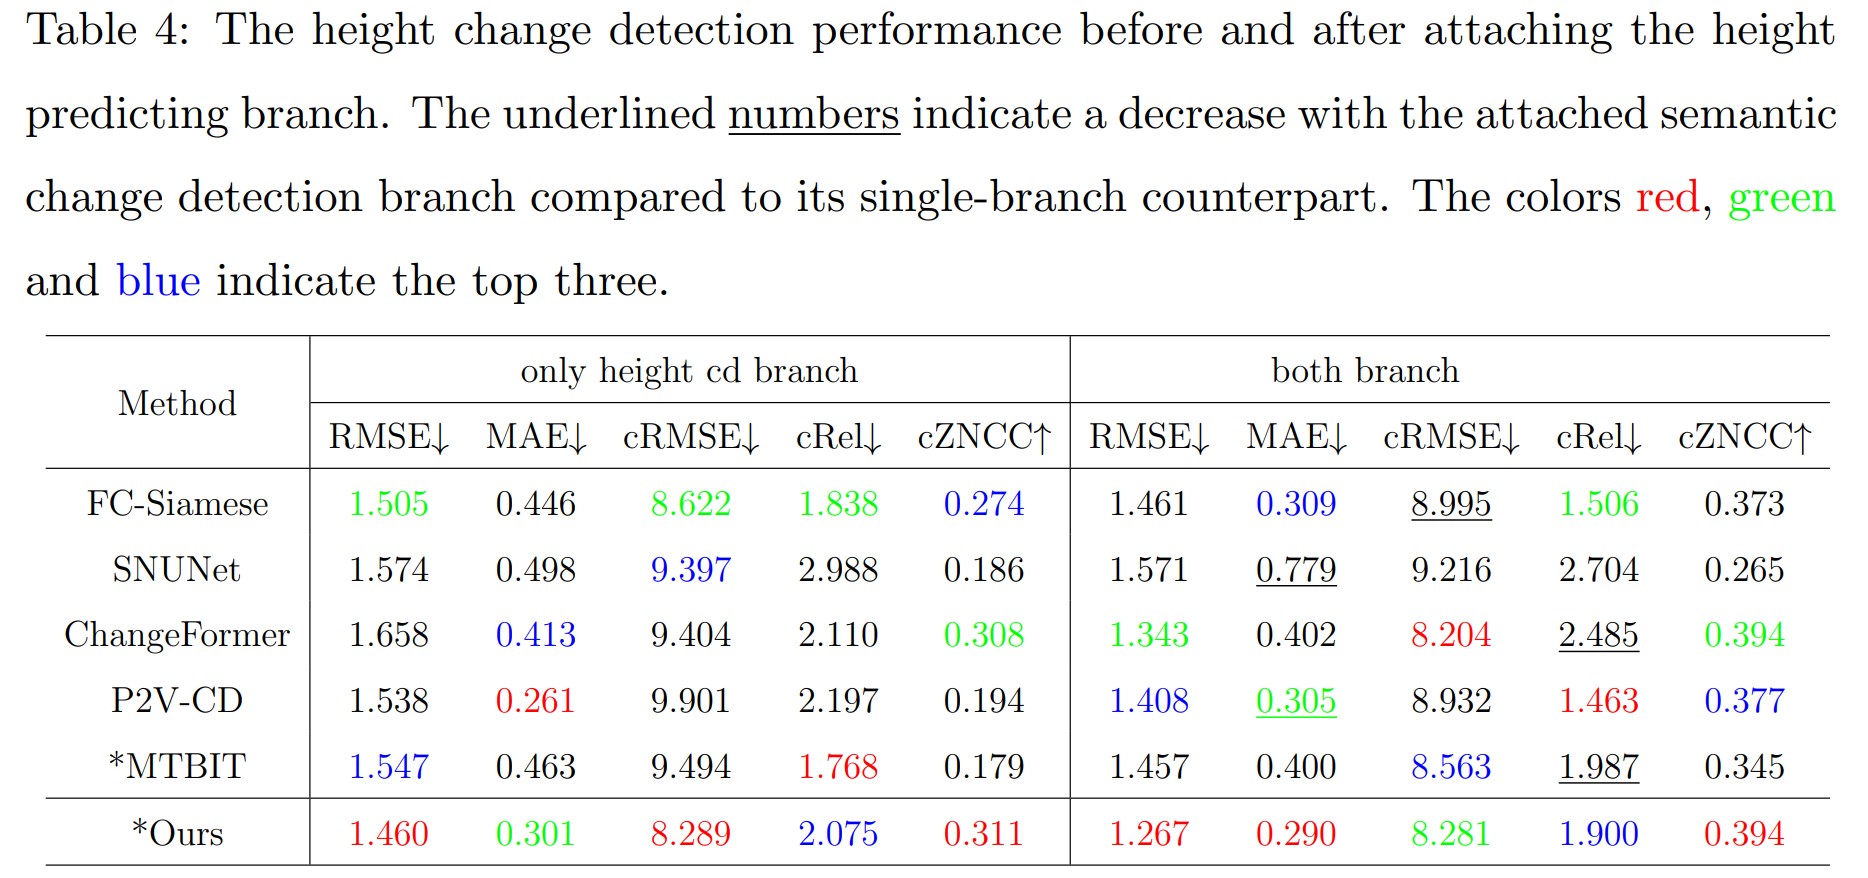 Table 4: The height change detection performance before and after attaching the height
predicting branch. The underlined numbers indicate a decrease with the attached semantic
change detection branch compared to its single-branch counterpart. The colors red, green
and blue indicate the top three.
Method only height cd branch both branch
RMSE↓ MAE↓ cRMSE↓ cRel↓ cZNCC↑ RMSE↓ MAE↓ cRMSE↓ cRel↓ cZNCC↑
FC-Siamese 1.505 0.446 8.622 1.838 0.274 1.461 0.309 8.995 1.506 0.373
SNUNet 1.574 0.498 9.397 2.988 0.186 1.571 0.779 9.216 2.704 0.265
ChangeFormer 1.658 0.413 9.404 2.110 0.308 1.343 0.402 8.204 2.485 0.394
P2V-CD 1.538 0.261 9.901 2.197 0.194 1.408 0.305 8.932 1.463 0.377
*MTBIT 1.547 0.463 9.494 1.768 0.179 1.457 0.400 8.563 1.987 0.345
*Ours 1.460 0.301 8.289 2.075 0.311 1.267 0.290 8.281 1.900 0.394